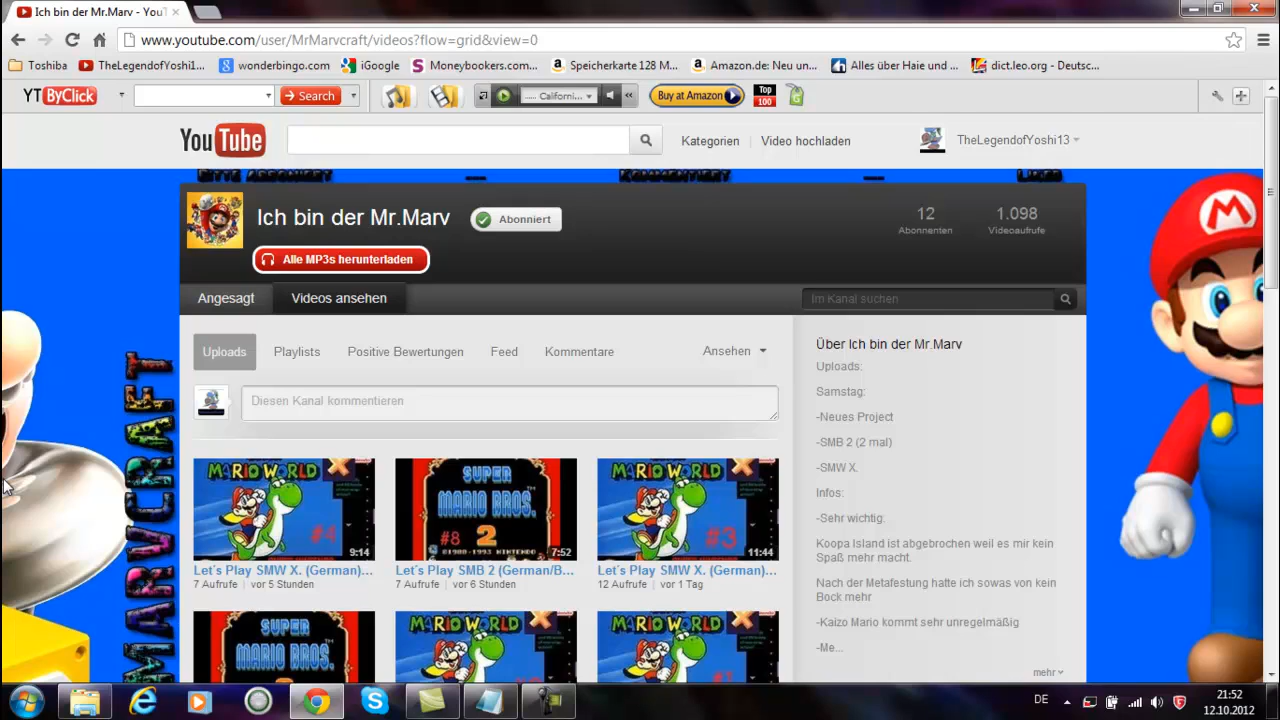 Ich bin der Mr.Marv - YouT
www.youtube.com/user/MrMarvcraft/videos?flow=grid&view=0
Toshiba TheLegendofYoshi1... wonderbingo.com iGoogle Moneybookers.com... Speicherkarte 128 M... Amazon.de: Neu un... Alles über Haie und ... dict.leo.org - Deutsc...
YT ByClick Search .... Californi... Buy at Amazon Top 100
YouTube Kategorien Video hochladen TheLegendofYoshi13
BITTE ABONNIERT — KOMMENTIERT — LIKES
Ich bin der Mr.Marv Abonniert
12 1.098
Abonnenten Videoaufrufe
Alle MP3s herunterladen
Angesagt Videos ansehen Im Kanal suchen
Uploads Playlists Positive Bewertungen Feed Kommentare Ansehen
Diesen Kanal kommentieren
MARIO WORLD X #4 9:14
SUPER MARIO BROS. 2 #8 ©1988-1993 NINTENDO 7:52
MARIO WORLD X #3 11:44
Let´s Play SMW X. (German)... Let´s Play SMB 2 (German/B... Let´s Play SMW X. (German)...
7 Aufrufe vor 5 Stunden 7 Aufrufe vor 6 Stunden 12 Aufrufe vor 1 Tag
SUPER MARIO BROS.
MARIO WORLD X
MARIO WORLD X
Über Ich bin der Mr.Marv
Uploads:
Samstag:
-Neues Project
-SMB 2 (2 mal)
-SMW X.
Infos:
-Sehr wichtig:
Koopa Island ist abgebrochen weil es mir kein
Spaß mehr macht.
Nach der Metafestung hatte ich sowas von kein
Bock mehr
-Kaizo Mario kommt sehr unregelmäßig
-Me...
mehr
DE 21:52
12.10.2012